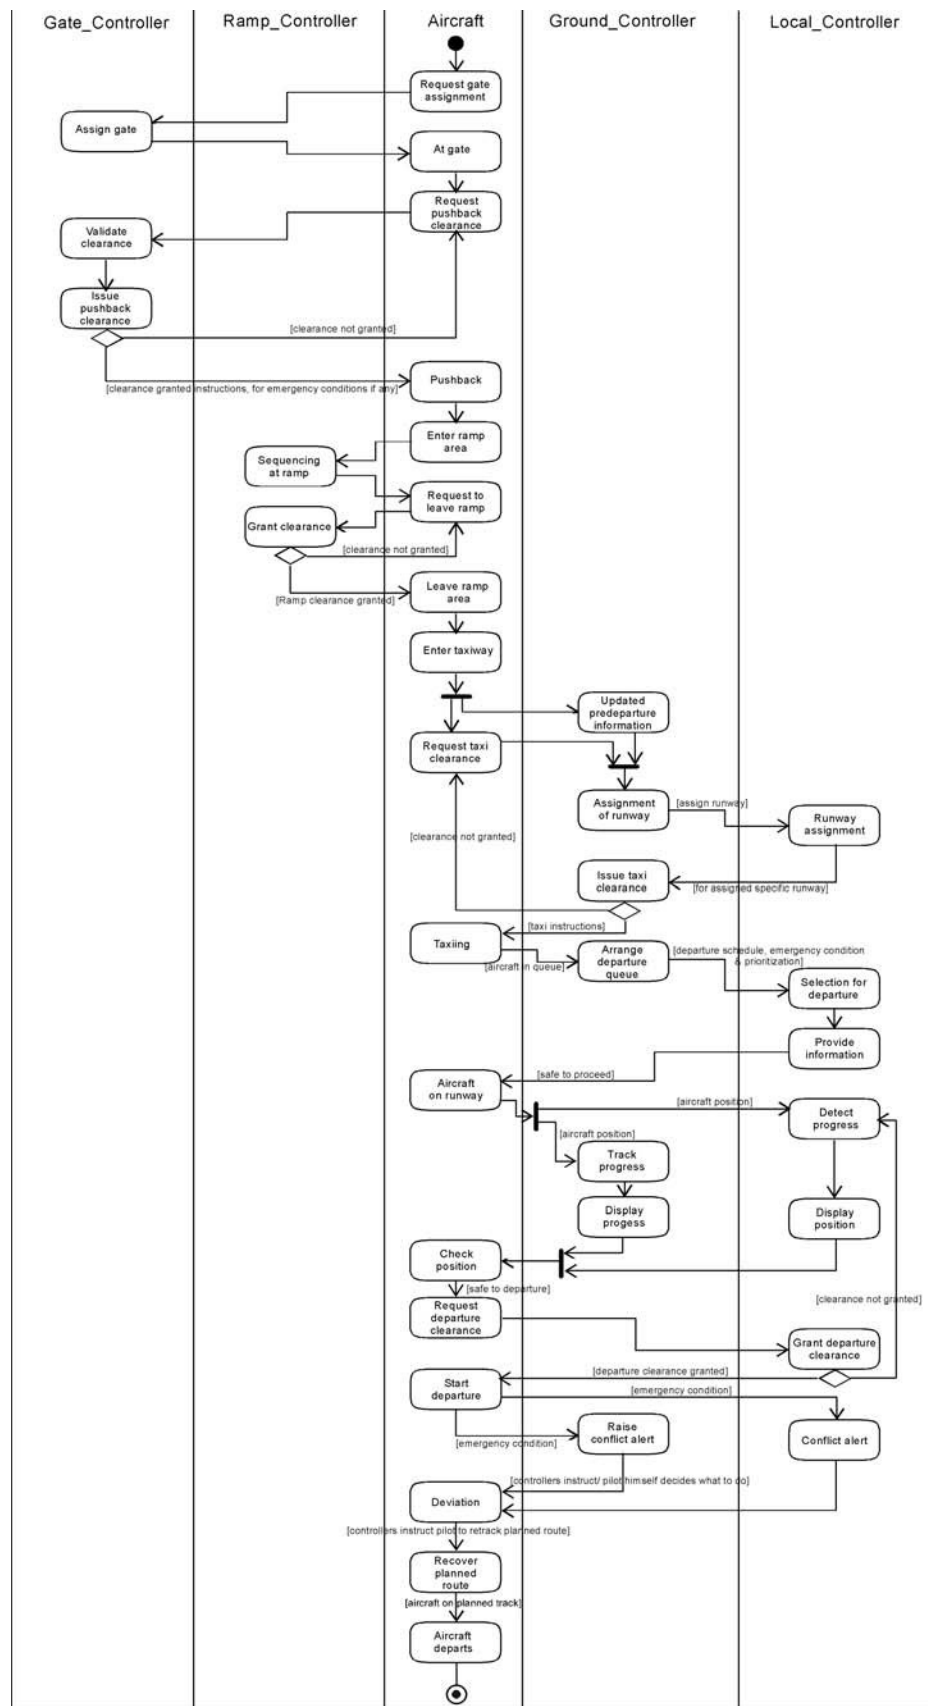 Gate_Controller
Ramp_Controller
Aircraft
Ground_Controller
Local_Controller
Request gate
assignment
Assign gate
At gate
Request
pushback
clearance
Validate
clearance
Issue
pushback
clearance
[clearance not granted]
Pushback
[clearance granted instructions, for emergency conditions if any]
Enter ramp
area
Sequencing
at ramp
Request to
leave ramp
Grant clearance
[clearance not granted]
Leave ramp
area
[Ramp clearance granted]
Enter taxiway
Updated
predeparture
information
Request taxi
clearance
Assignment
of runway
[assign runway]
Runway
assignment
[clearance not granted]
Issue taxi
clearance
[for assigned specific runway]
[taxi instructions]
Taxiing
[aircraft in queue]
Arrange
departure
queue
[departure schedule, emergency condition
& prioritization]
Selection for
departure
Provide
information
[safe to proceed]
Aircraft
on runway
[aircraft position]
Detect
progress
[aircraft position]
Track
progress
Display
progess
Display
position
Check
position
[safe to departure]
[clearance not granted]
Request
departure
clearance
Grant departure
clearance
[departure clearance granted]
Start
departure
[emergency condition]
Raise
conflict alert
Conflict alert
[emergency condition]
[controllers instruct/ pilot himself decides what to do]
Deviation
[controllers instruct pilot to retrack planned route]
Recover
planned
route
[aircraft on planned track]
Aircraft
departs